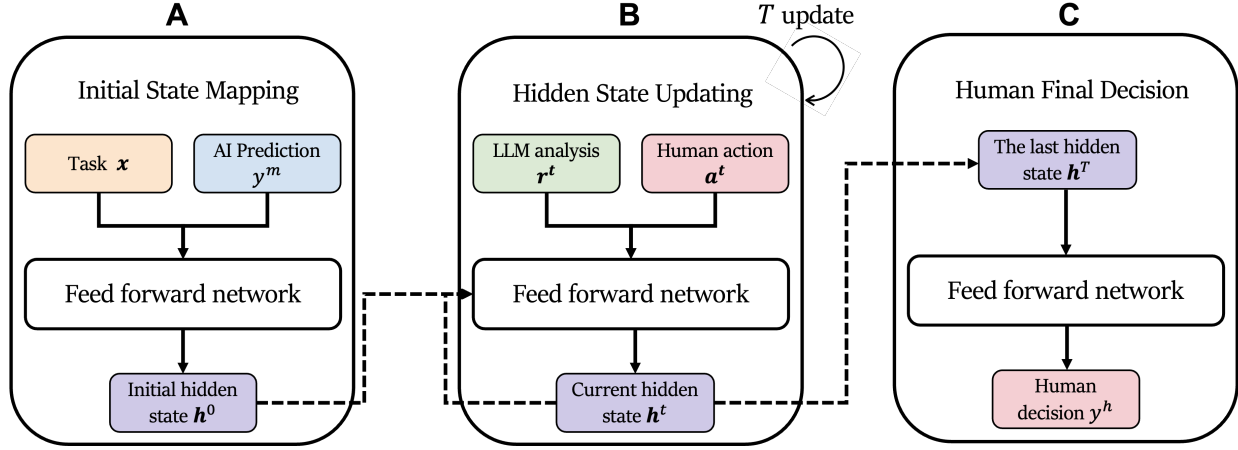 A
Initial State Mapping
Task x
AI Prediction
y^m
Feed forward network
Initial hidden
state h^0
B
T update
Hidden State Updating
LLM analysis
r^t
Human action
a^t
Feed forward network
Current hidden
state h^t
C
Human Final Decision
The last hidden
state h^T
Feed forward network
Human
decision y^h